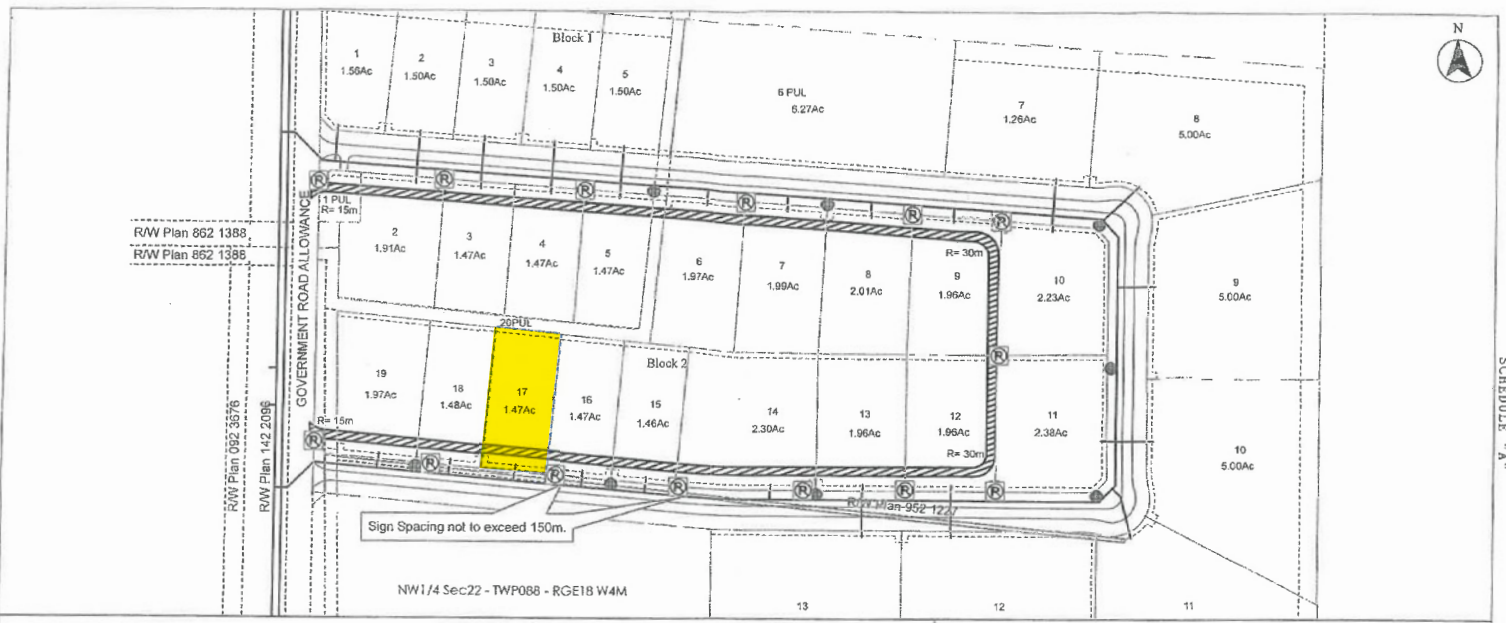 N
Block 1
1
1.56Ac
2
1.50Ac
3
1.50Ac
4
1.50Ac
5
1.50Ac
6 PUL
6.27Ac
7
1.26Ac
8
5.00Ac
R
R
R
R
R
R
1 PUL
R= 15m
GOVERNMENT ROAD ALLOWANCE
R/W Plan 862 1388
R/W Plan 862 1388
2
1.91Ac
3
1.47Ac
4
1.47Ac
5
1.47Ac
6
1.97Ac
7
1.99Ac
8
2.01Ac
R= 30m
9
1.96Ac
10
2.23Ac
9
5.00Ac
20PUL
Block 2
R
19
1.97Ac
18
1.48Ac
17
1.47Ac
16
1.47Ac
15
1.46Ac
14
2.30Ac
13
1.96Ac
12
1.96Ac
R= 30m
11
2.38Ac
10
5.00Ac
SCHEDULE "A
R/W Plan 092 3676
R/W Plan 142 2096
R= 15m
R
R
R
R
R
R
R
R/W Plan 952 1227
Sign Spacing not to exceed 150m.
NW1/4 Sec22 - TWP088 - RGE18 W4M
13
12
11